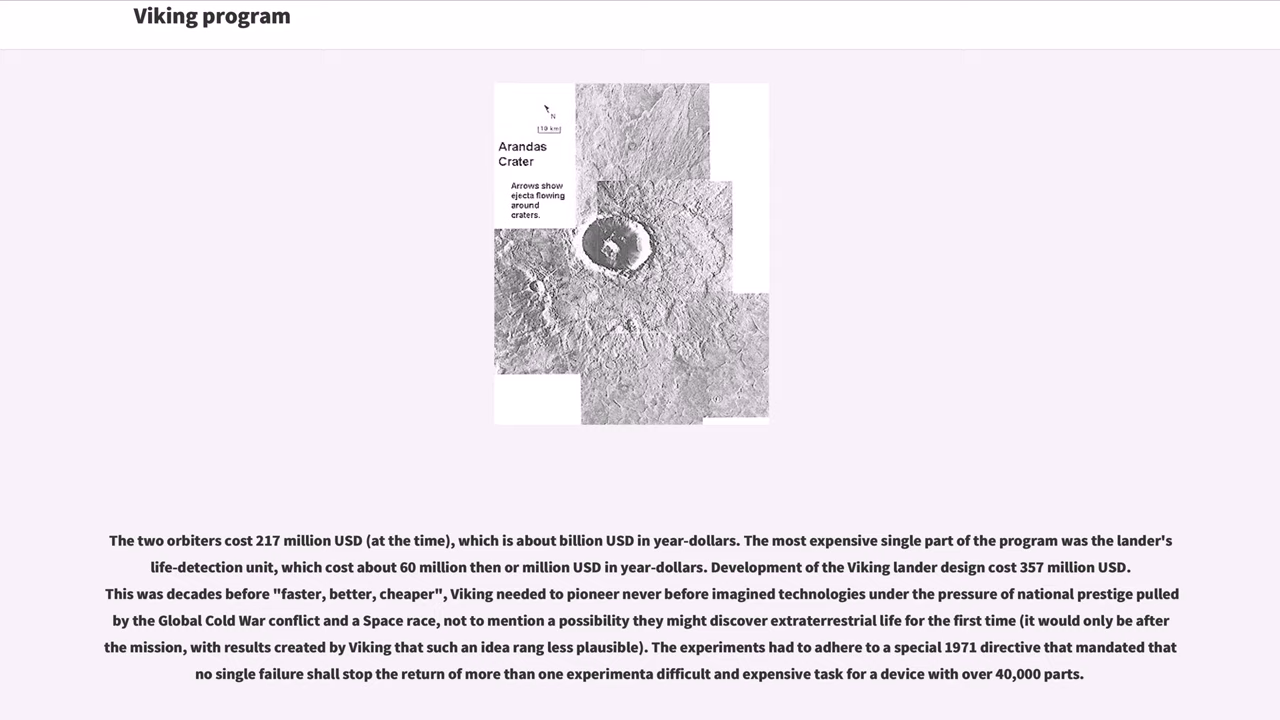 Viking program
N
[10 km]
Arandas
Crater
Arrows show
ejecta flowing
around
craters.
The two orbiters cost 217 million USD (at the time), which is about billion USD in year-dollars. The most expensive single part of the program was the lander's
life-detection unit, which cost about 60 million then or million USD in year-dollars. Development of the Viking lander design cost 357 million USD.
This was decades before "faster, better, cheaper", Viking needed to pioneer never before imagined technologies under the pressure of national prestige pulled
by the Global Cold War conflict and a Space race, not to mention a possibility they might discover extraterrestrial life for the first time (it would only be after
the mission, with results created by Viking that such an idea rang less plausible). The experiments had to adhere to a special 1971 directive that mandated that
no single failure shall stop the return of more than one experimenta difficult and expensive task for a device with over 40,000 parts.